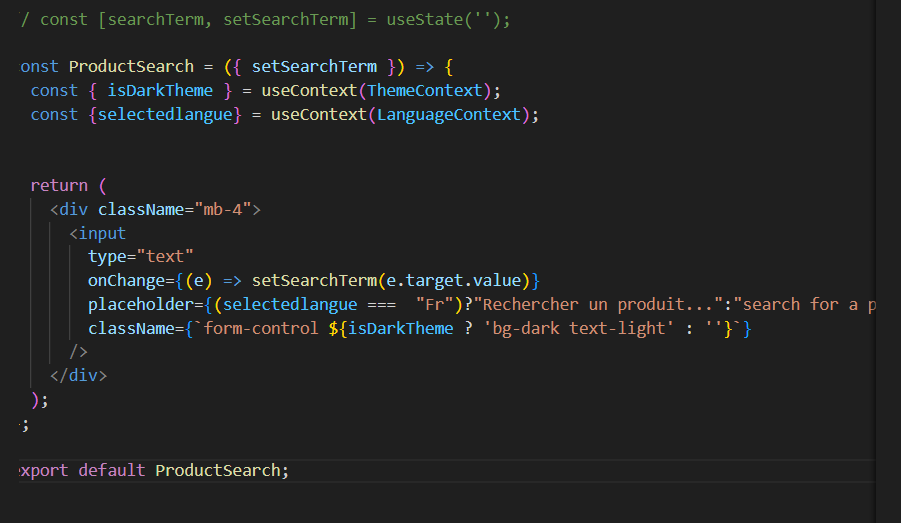 / const [searchTerm, setSearchTerm] = useState('');
onst ProductSearch = ({ setSearchTerm }) => {
const { isDarkTheme } = useContext(ThemeContext);
const {selectedlangue} = useContext(LanguageContext);
return (
<div className="mb-4">
<input
type="text"
onChange={(e) => setSearchTerm(e.target.value)}
placeholder={(selectedlangue ===  "Fr")?"Rechercher un produit...":"search for a p
className={`form-control ${isDarkTheme ? 'bg-dark text-light' : ''}`}
/>
</div>
);
;
export default ProductSearch;